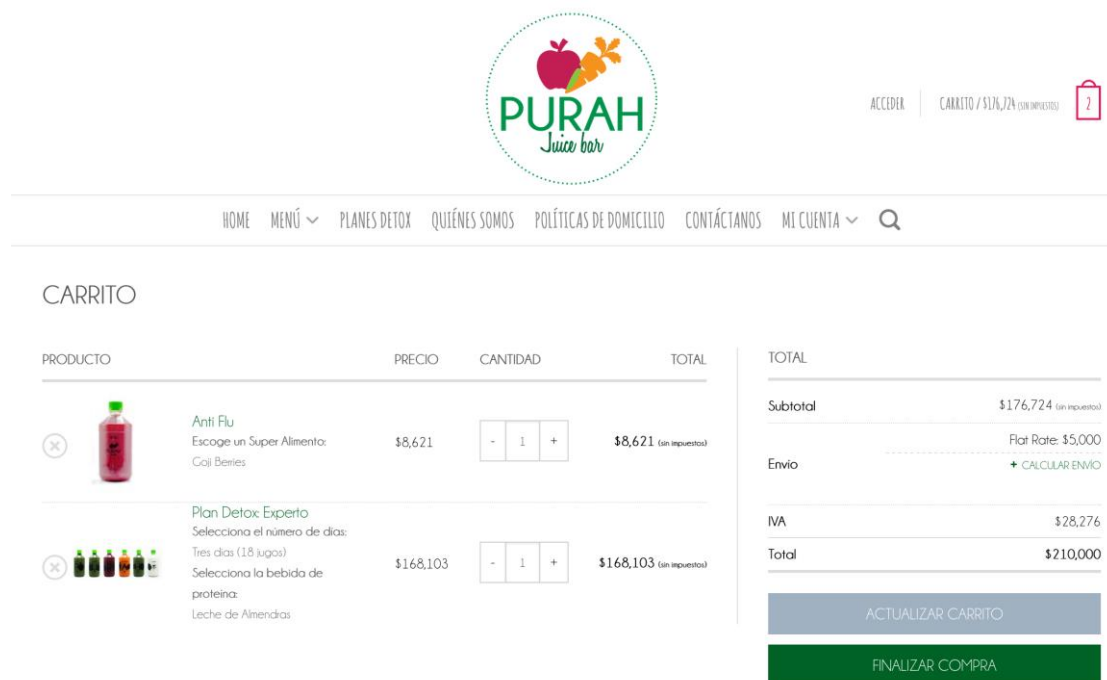 PURAH
Juice bar
ACCEDER
CARRITO / $176,724 (SIN IMPUESTOS)
2
HOME MENÚ PLANES DETOX QUIÉNES SOMOS POLÍTICAS DE DOMICILIO CONTÁCTANOS MI CUENTA
CARRITO
PRODUCTO PRECIO CANTIDAD TOTAL
Anti Flu
Escoge un Super Alimento:
Goji Berries
$8,621 - 1 + $8,621 (sin impuestos)
Plan Detox: Experto
Selecciona el número de días:
Tres días (18 jugos)
Selecciona la bebida de
proteína:
Leche de Almendras
$168,103 - 1 + $168,103 (sin impuestos)
TOTAL
Subtotal $176,724 (sin impuestos)
Envío
Flat Rate: $5,000
+ CALCULAR ENVÍO
IVA $28,276
Total $210,000
ACTUALIZAR CARRITO
FINALIZAR COMPRA